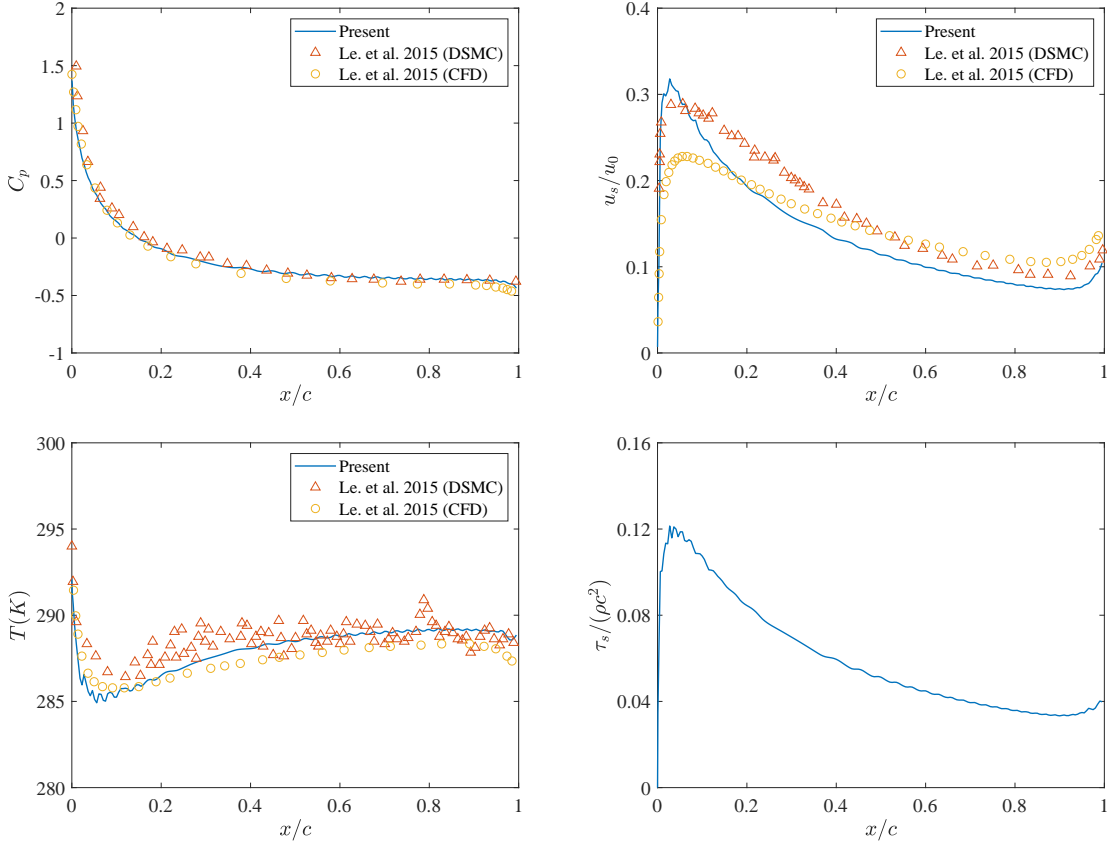 2
1.5
1
0.5
0
-0.5
-1
C_p
0 0.2 0.4 0.6 0.8 1
x/c
Present
Le. et al. 2015 (DSMC)
Le. et al. 2015 (CFD)
0.4
0.3
0.2
0.1
0
u_s/u_0
0 0.2 0.4 0.6 0.8 1
x/c
Present
Le. et al. 2015 (DSMC)
Le. et al. 2015 (CFD)
300
295
290
285
280
T(K)
0 0.2 0.4 0.6 0.8 1
x/c
Present
Le. et al. 2015 (DSMC)
Le. et al. 2015 (CFD)
0.16
0.12
0.08
0.04
0
τ_s/(ρc²)
0 0.2 0.4 0.6 0.8 1
x/c